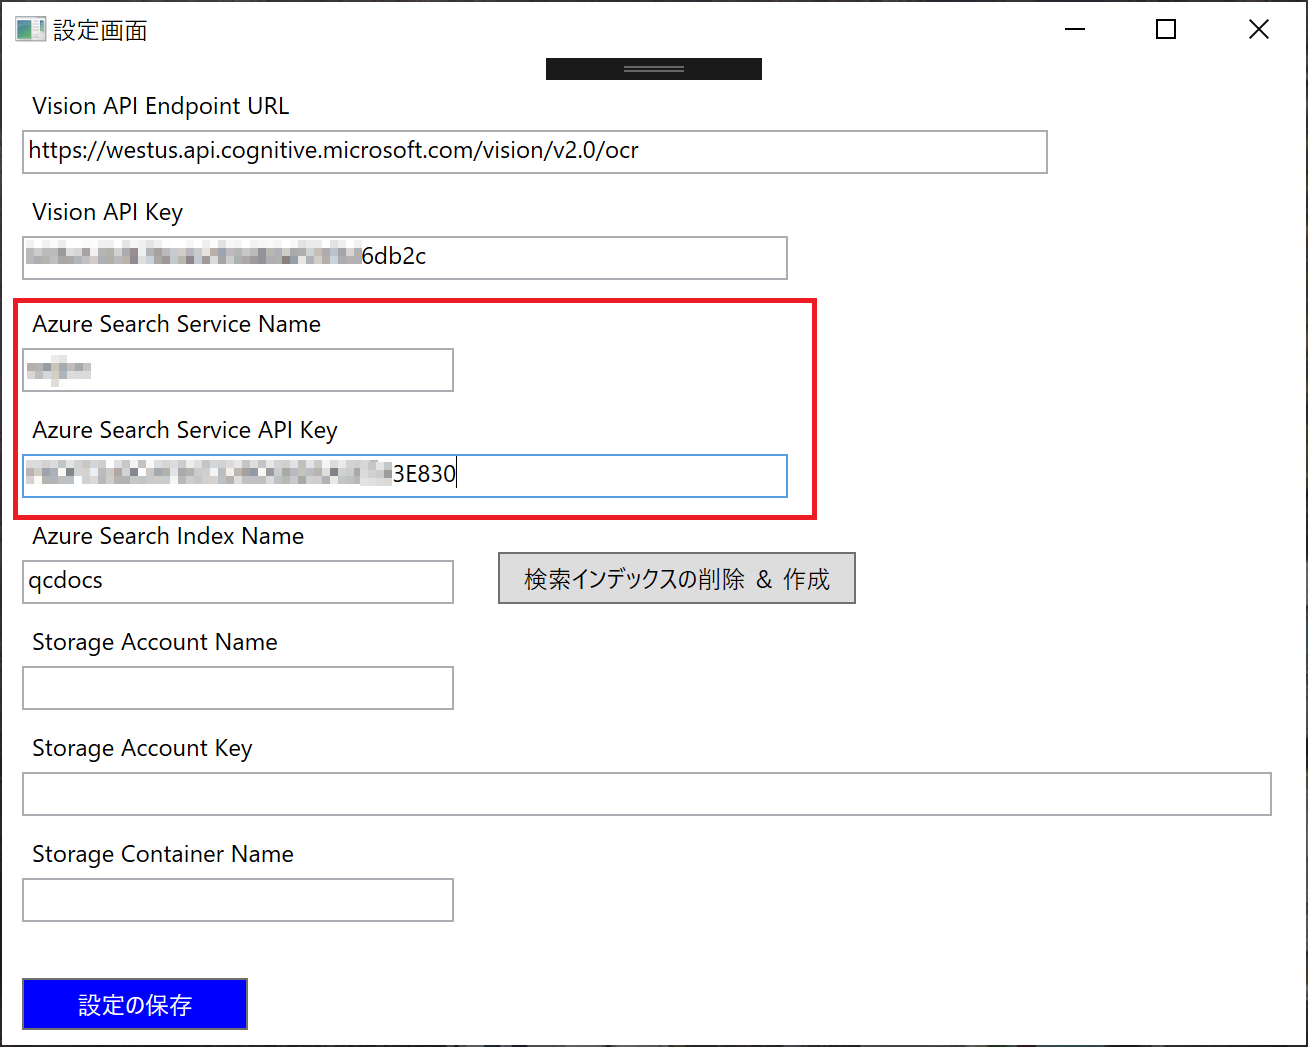 設定画面
Vision API Endpoint URL
https://westus.api.cognitive.microsoft.com/vision/v2.0/ocr
Vision API Key
6db2c
Azure Search Service Name
Azure Search Service API Key
3E830
Azure Search Index Name
qcdocs
検索インデックスの削除 & 作成
Storage Account Name
Storage Account Key
Storage Container Name
設定の保存